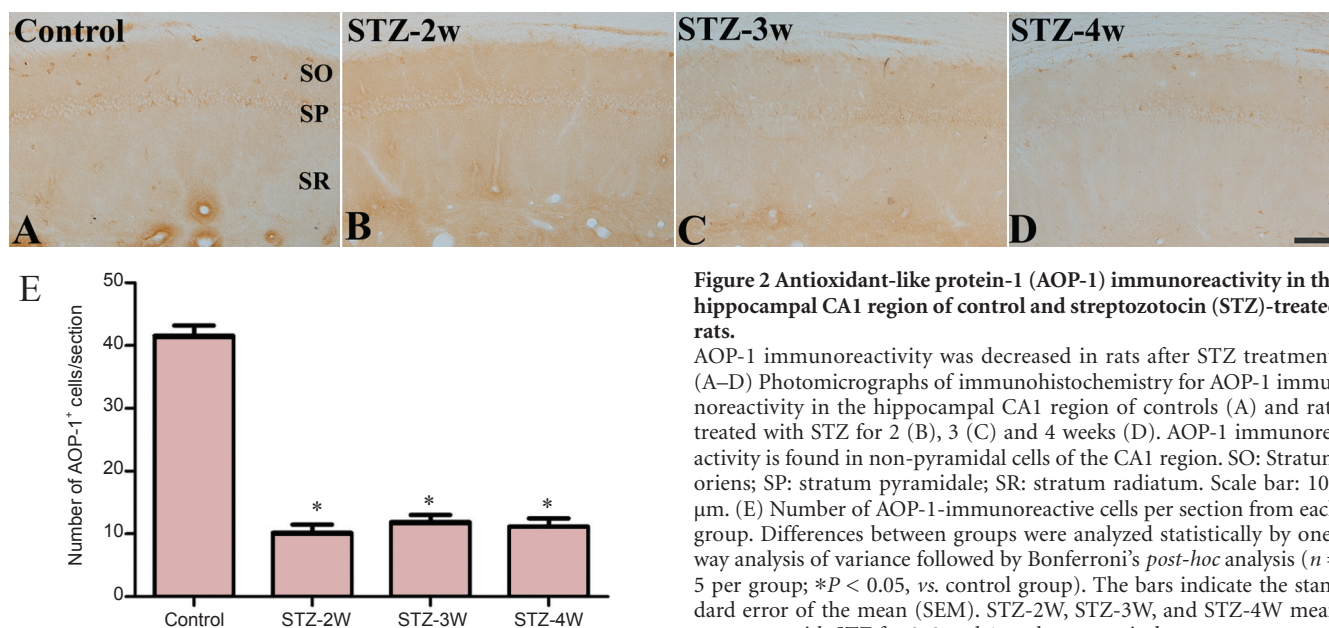 Control
STZ-2w
STZ-3w
STZ-4w
SO
SP
SR
A
B
C
D
E
Number of AOP-1+ cells/section
50
40
30
20
10
0
*
*
*
Control
STZ-2W
STZ-3W
STZ-4W
Figure 2 Antioxidant-like protein-1 (AOP-1) immunoreactivity in
hippocampal CA1 region of control and streptozotocin (STZ)-treated
rats.
AOP-1 immunoreactivity was decreased in rats after STZ treatment
(A–D) Photomicrographs of immunohistochemistry for AOP-1 immu
noreactivity in the hippocampal CA1 region of controls (A) and
treated with STZ for 2 (B), 3 (C) and 4 weeks (D). AOP-1 immunore
activity is found in non-pyramidal cells of the CA1 region. SO: Stratum
oriens; SP: stratum pyramidale; SR: stratum radiatum. Scale bar:
μm. (E) Number of AOP-1-immunoreactive cells per section from each
group. Differences between groups were analyzed statistically by one
way analysis of variance followed by Bonferroni's post-hoc analysis (n =
5 per group; *P < 0.05, vs. control group). The bars indicate the stan
dard error of the mean (SEM). STZ-2W, STZ-3W, and STZ-4W mean